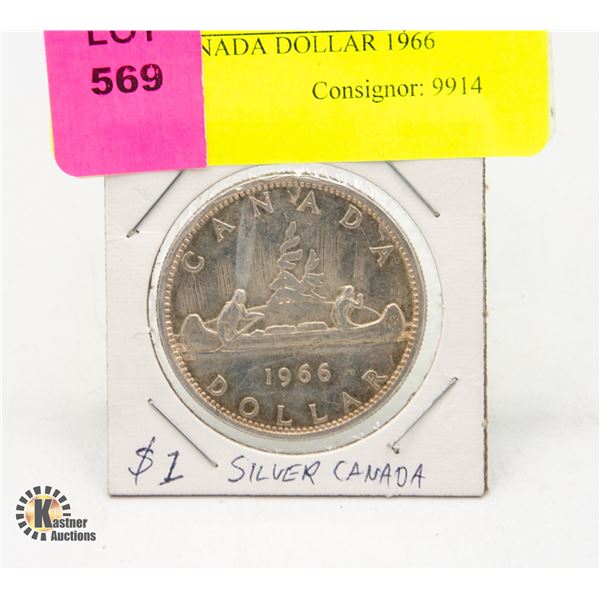 LOT
569
NADA DOLLAR 1966
Consignor: 9914
CANADA
1966
DOLLAR
$1 SILVER CANADA
Kastner
Auctions